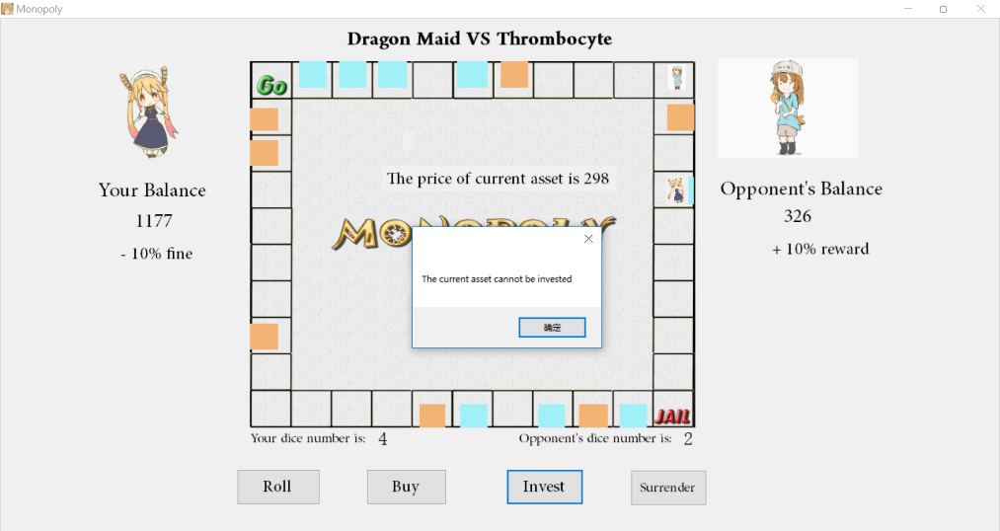 Monopoly
Dragon Maid VS Thrombocyte
Go
Your Balance
1177
- 10% fine
The price of current asset is 298
MONOPOLY
The current asset cannot be invested
确定
Opponent's Balance
326
+ 10% reward
JAIL
Your dice number is: 4
Opponent's dice number is: 2
Roll
Buy
Invest
Surrender